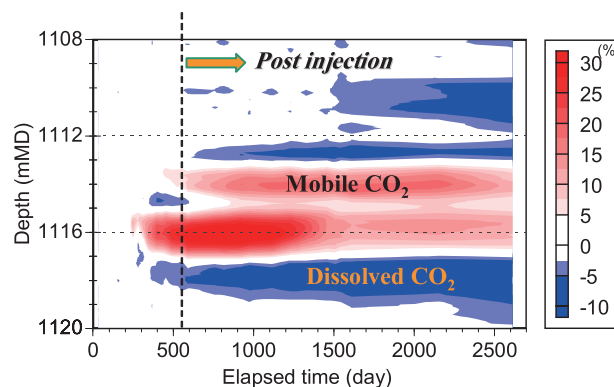 1108
(%)
Post injection
30
25
20
1112
15
Depth (mMD)
Mobile CO₂
10
5
1116
0
-5
Dissolved CO₂
-10
1120
0 500 1000 1500 2000 2500
Elapsed time (day)